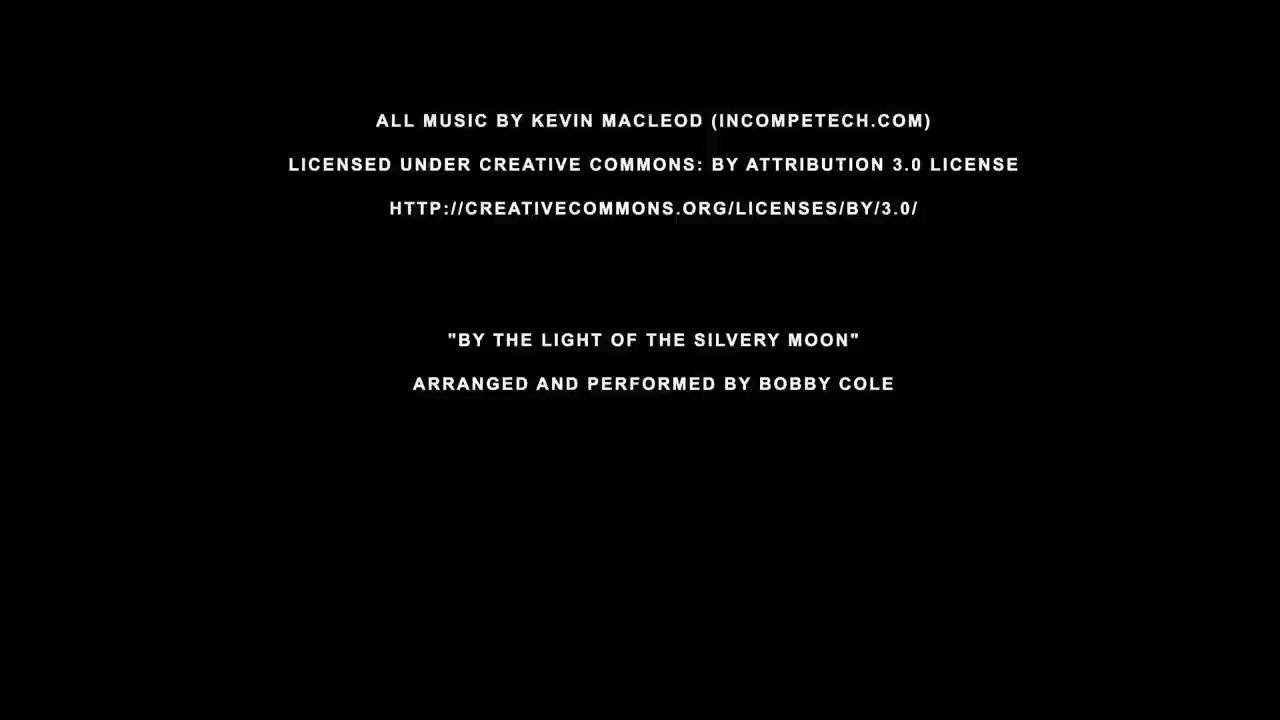 ALL MUSIC BY KEVIN MACLEOD (INCOMPETECH.COM)
LICENSED UNDER CREATIVE COMMONS: BY ATTRIBUTION 3.0 LICENSE
HTTP://CREATIVECOMMONS.ORG/LICENSES/BY/3.0/
"BY THE LIGHT OF THE SILVERY MOON"
ARRANGED AND PERFORMED BY BOBBY COLE